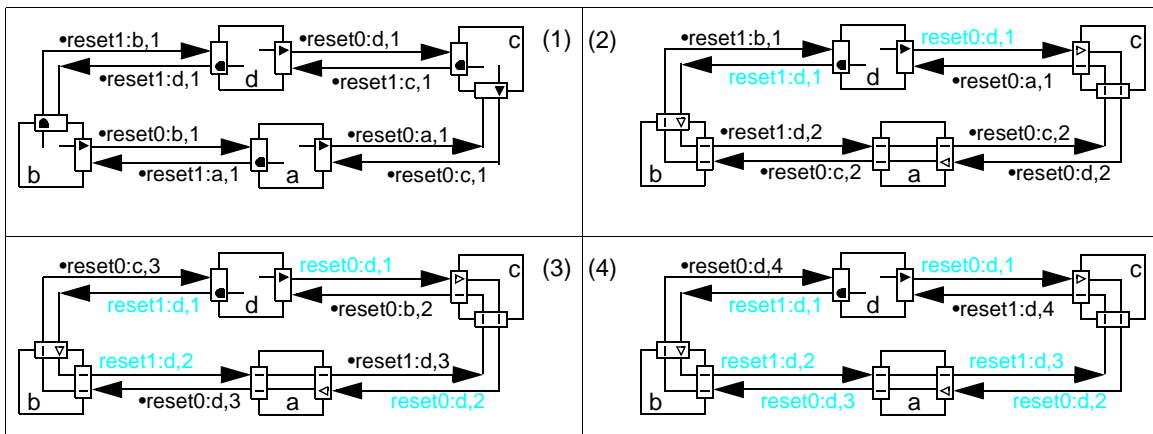 •reset1:b,1
•reset0:d,1
c
(1)
•reset1:d,1
d
•reset1:c,1
•reset0:b,1
•reset0:a,1
•reset1:a,1
•reset0:c,1
b
a
(2)
•reset1:b,1
reset0:d,1
c
reset1:d,1
d
•reset0:a,1
•reset1:d,2
•reset0:c,2
•reset0:c,2
•reset0:d,2
b
a
•reset0:c,3
reset0:d,1
c
(3)
reset1:d,1
d
•reset0:b,2
reset1:d,2
•reset1:d,3
•reset0:d,3
reset0:d,2
b
a
(4)
•reset0:d,4
reset0:d,1
c
reset1:d,1
d
•reset1:d,4
reset1:d,2
reset1:d,3
reset0:d,3
reset0:d,2
b
a